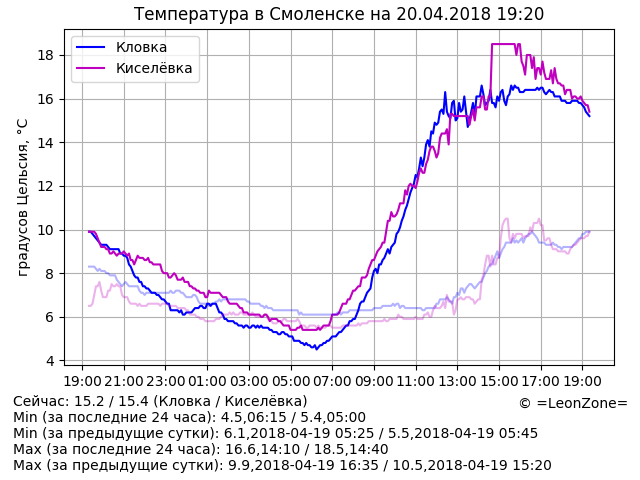 Температура в Смоленске на 20.04.2018 19:20
Кловка
Киселёвка
градусов Цельсия, °C
18
16
14
12
10
8
6
4
19:00 21:00 23:00 01:00 03:00 05:00 07:00 09:00 11:00 13:00 15:00 17:00 19:00
Сейчас: 15.2 / 15.4 (Кловка / Киселёвка)
© =LeonZone=
Min (за последние 24 часа): 4.5,06:15 / 5.4,05:00
Min (за предыдущие сутки): 6.1,2018-04-19 05:25 / 5.5,2018-04-19 05:45
Max (за последние 24 часа): 16.6,14:10 / 18.5,14:40
Max (за предыдущие сутки): 9.9,2018-04-19 16:35 / 10.5,2018-04-19 15:20